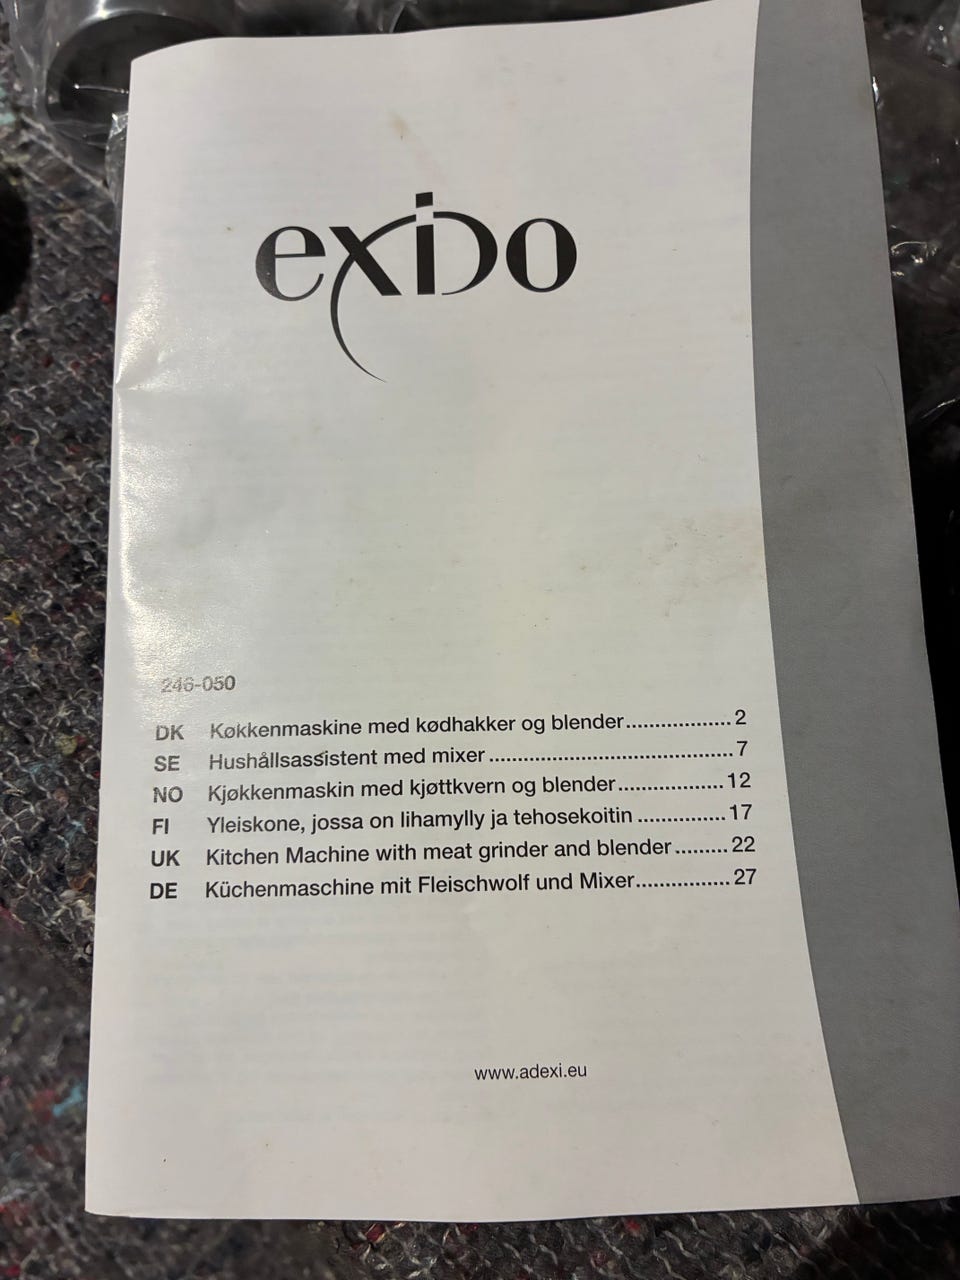 exido
246-050
DK Køkkenmaskine med kødhakker og blender.................. 2
SE Hushållsassistent med mixer ......................................... 7
NO Kjøkkenmaskin med kjøttkvern og blender.................. 12
FI Yleiskone, jossa on lihamylly ja tehosekoitin ............... 17
UK Kitchen Machine with meat grinder and blender ......... 22
DE Küchenmaschine mit Fleischwolf und Mixer................. 27
www.adexi.eu